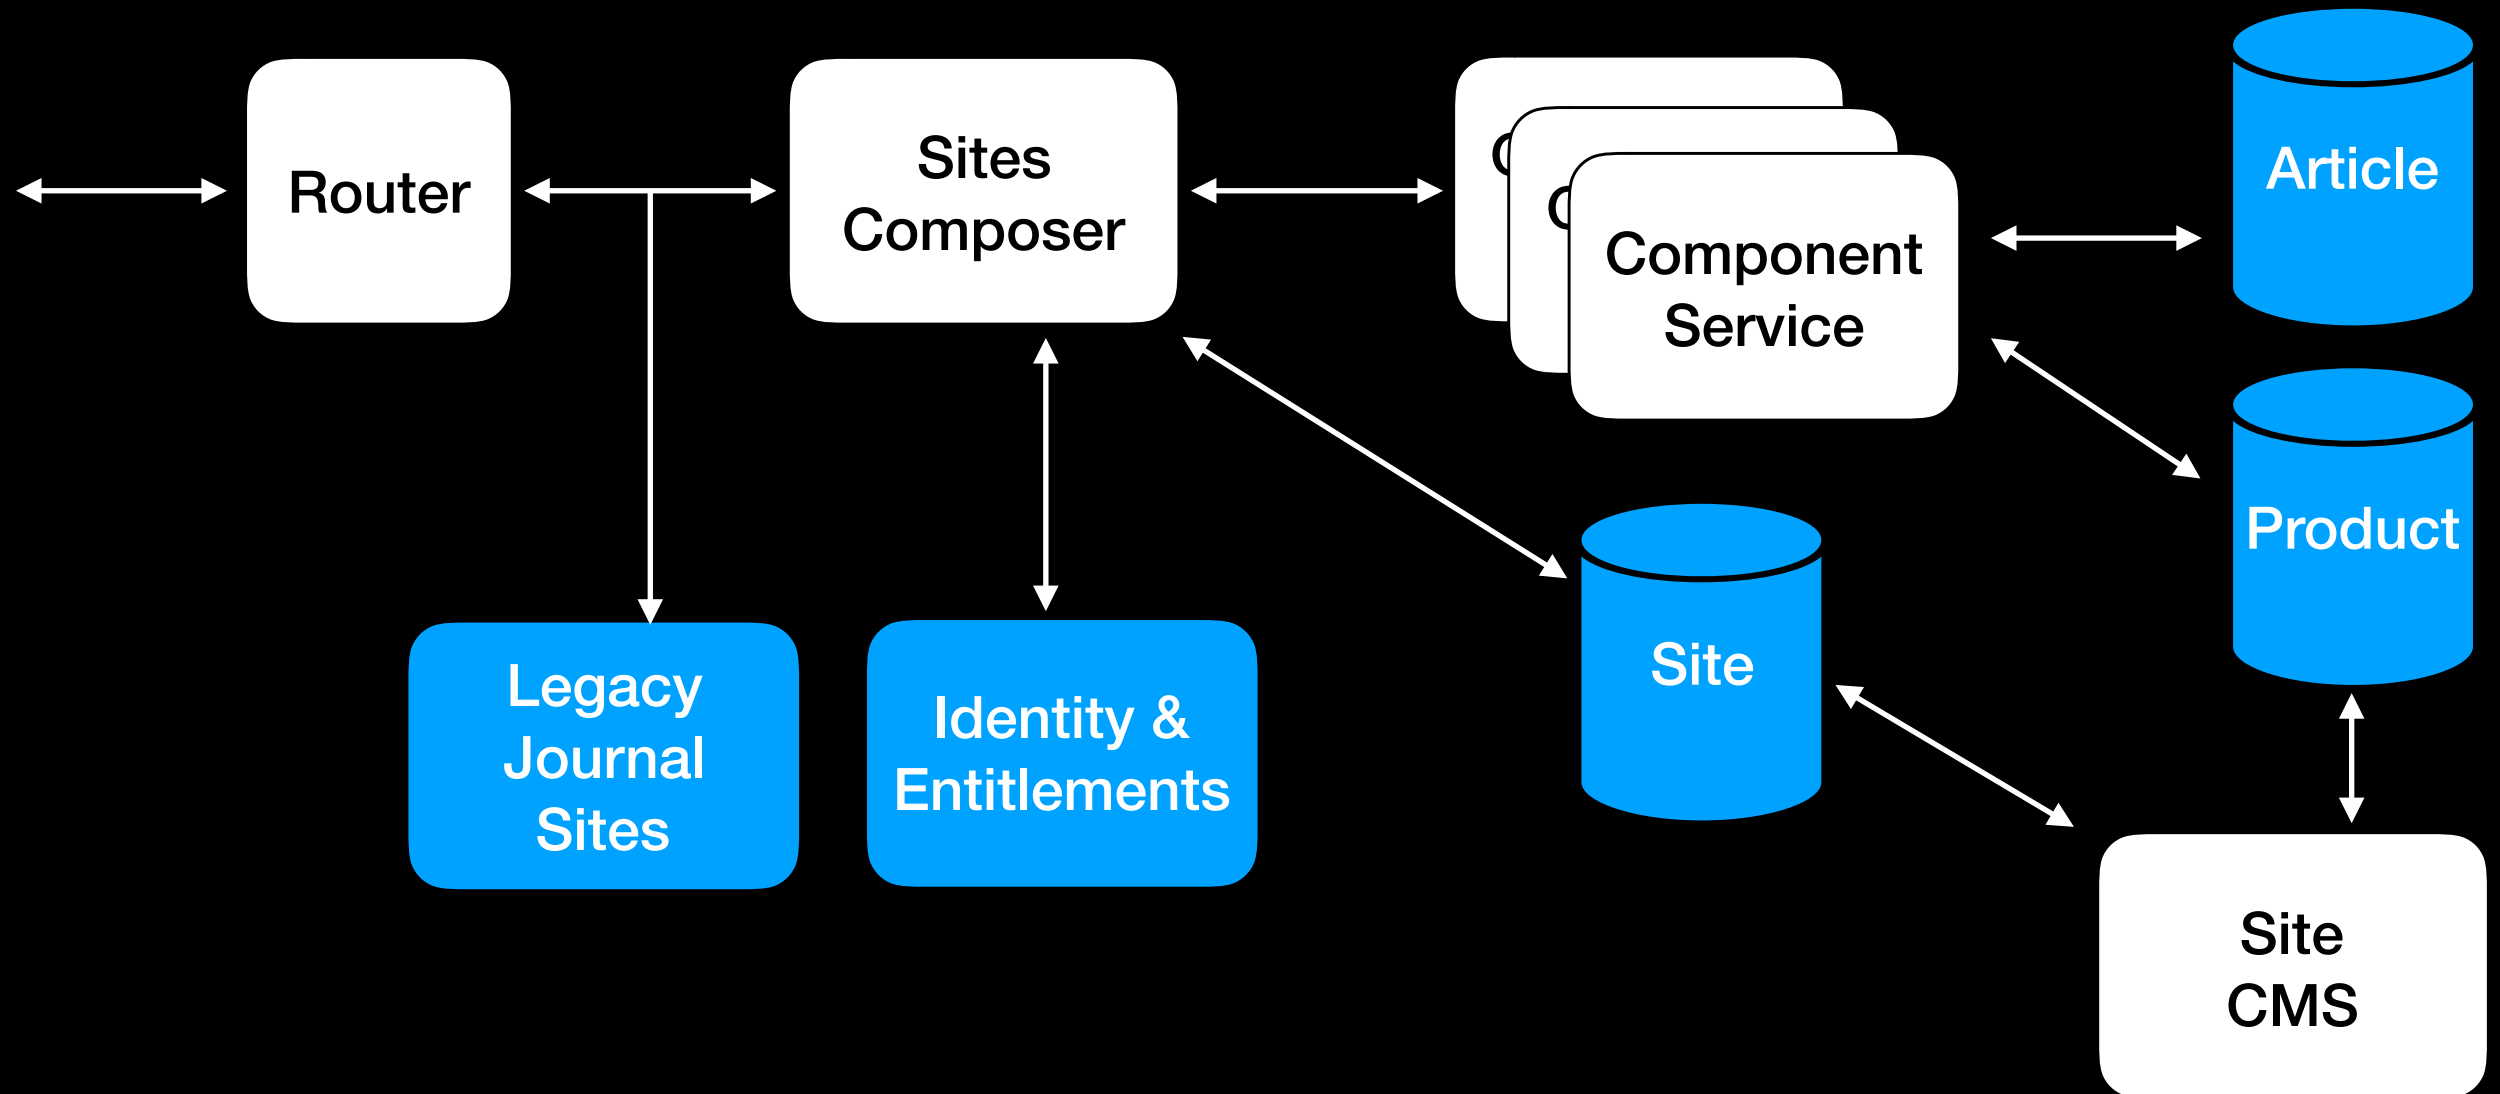 Router
Sites
Composer
Component
Service
Article
Product
Site
Legacy
Journal
Sites
Identity &
Entitlements
Site
CMS